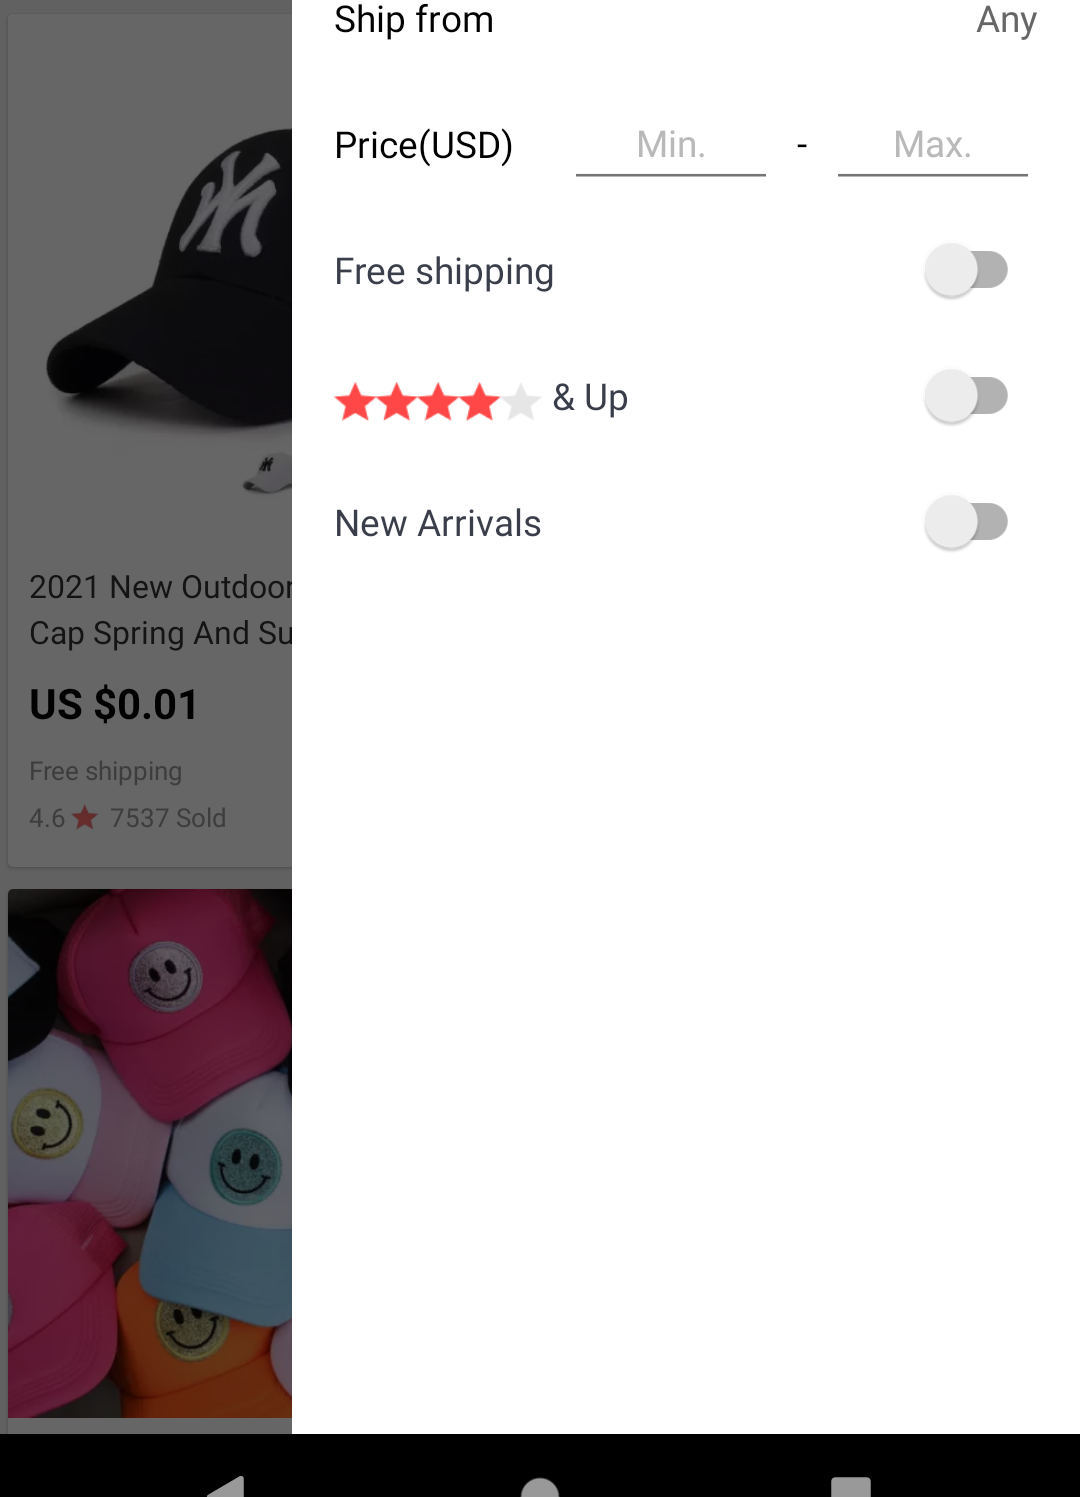 Ship from Any
Price(USD) Min. - Max.
Free shipping
& Up
New Arrivals
2021 New Outdoor
Cap Spring And Su
US $0.01
Free shipping
4.6 7537 Sold